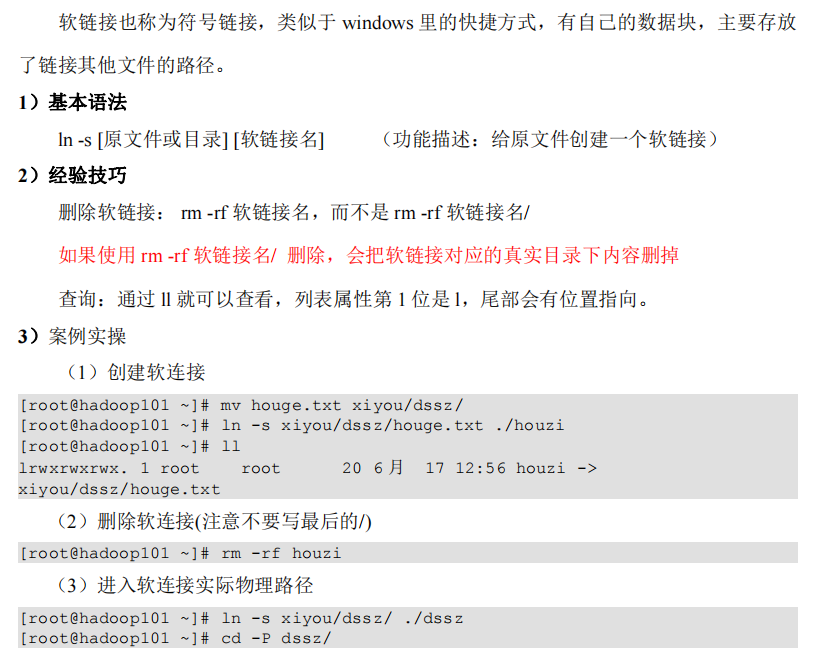 软链接也称为符号链接，类似于 windows 里的快捷方式，有自己的数据块，主要存放
了链接其他文件的路径。
1）基本语法
ln -s [原文件或目录] [软链接名] （功能描述：给原文件创建一个软链接）
2）经验技巧
删除软链接： rm -rf 软链接名，而不是 rm -rf 软链接名/
如果使用 rm -rf 软链接名/ 删除，会把软链接对应的真实目录下内容删掉
查询：通过 ll 就可以查看，列表属性第 1 位是 l，尾部会有位置指向。
3）案例实操
（1）创建软连接
[root@hadoop101 ~]# mv houge.txt xiyou/dssz/
[root@hadoop101 ~]# ln -s xiyou/dssz/houge.txt ./houzi
[root@hadoop101 ~]# ll
lrwxrwxrwx. 1 root    root      20 6月  17 12:56 houzi ->
xiyou/dssz/houge.txt
（2）删除软连接(注意不要写最后的/)
[root@hadoop101 ~]# rm -rf houzi
（3）进入软连接实际物理路径
[root@hadoop101 ~]# ln -s xiyou/dssz/ ./dssz
[root@hadoop101 ~]# cd -P dssz/